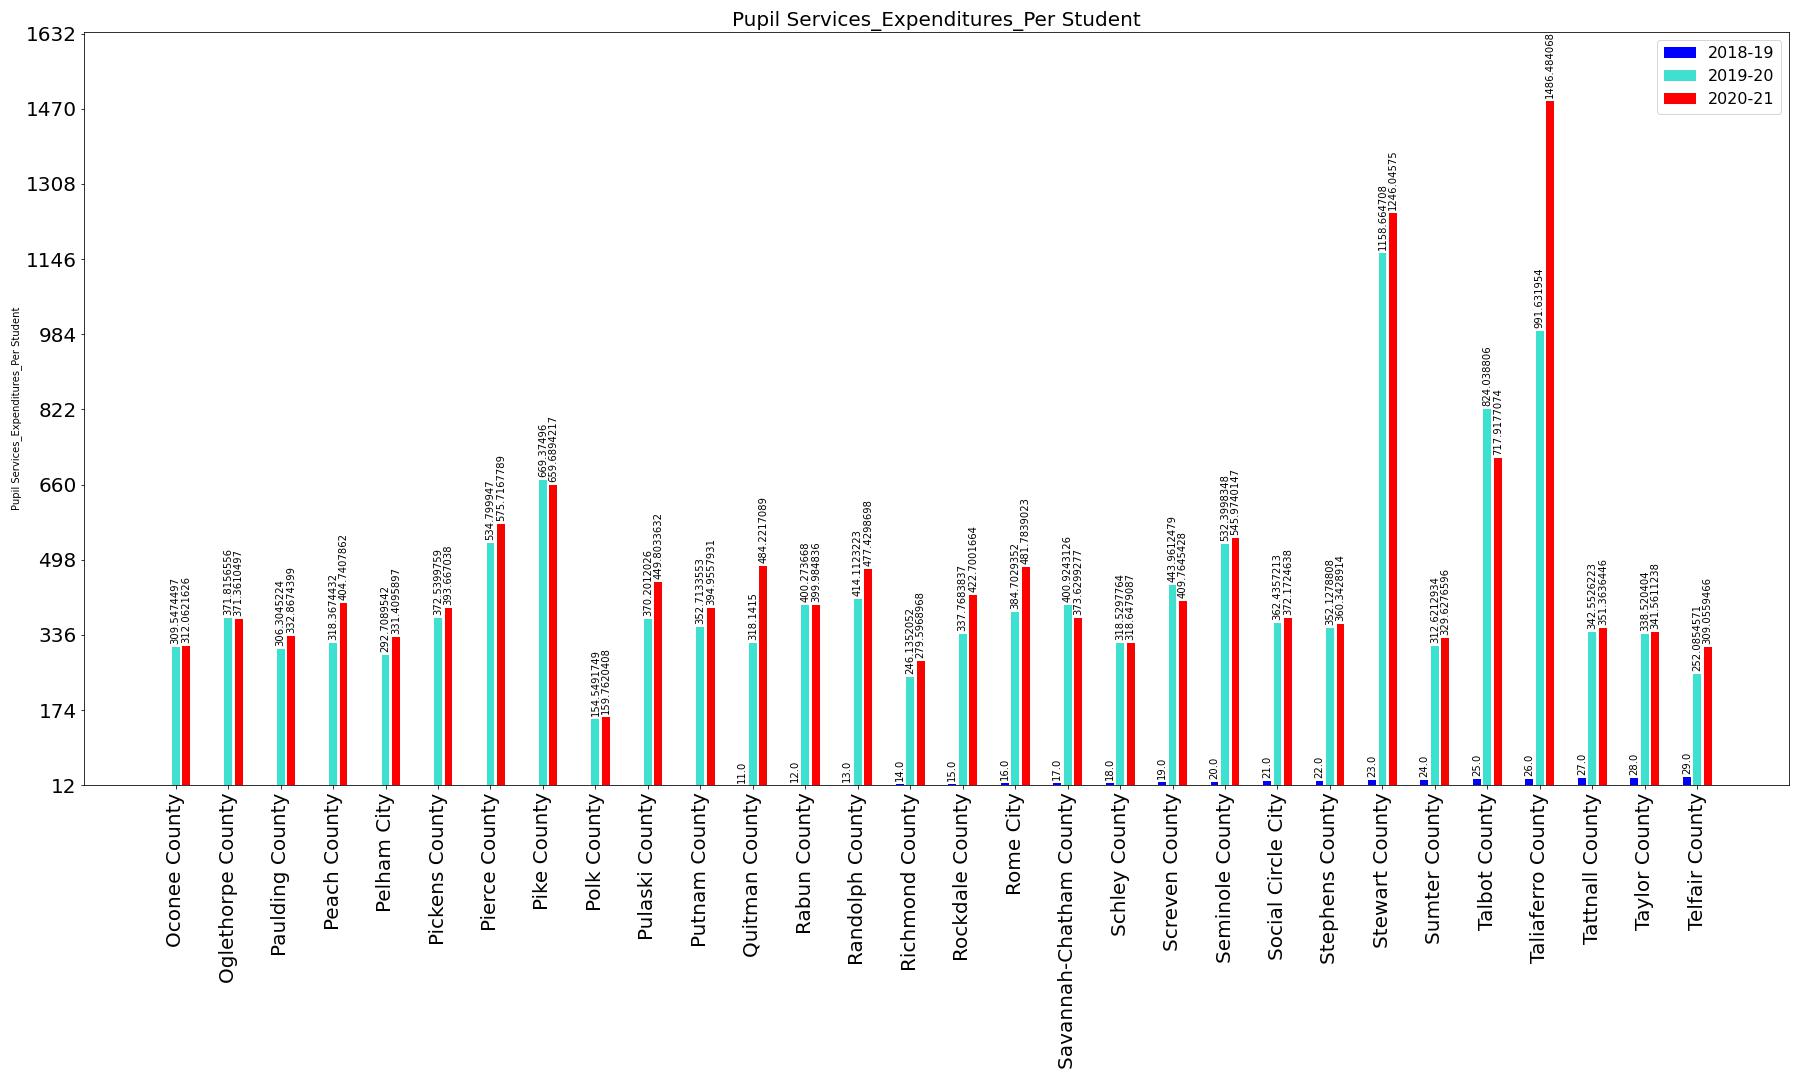 Pupil Services_Expenditures_Per Student
2018-19
2019-20
2020-21
Pupil Services_Expenditures_Per Student
1632
1470
1308
1146
984
822
660
498
336
174
12
309.5474497
312.0621626
371.8156556
371.3610497
306.3045224
332.8674399
318.3674432
404.7407862
292.7089542
331.4095897
372.5399759
393.667038
534.799947
575.7167789
669.37496
659.6894217
154.5491749
159.7620408
370.2012026
449.8033632
352.7133553
394.9557931
11.0
318.1415
484.2217089
12.0
400.273668
399.984836
13.0
414.1123223
477.4298698
14.0
246.1352052
279.5968968
15.0
337.7683837
422.7001664
16.0
384.7029352
481.7839023
17.0
400.9243126
373.6299277
18.0
318.5297764
318.6479087
19.0
443.9612479
409.7645428
20.0
532.3998348
545.9740147
21.0
362.4357213
372.1724638
22.0
352.1278808
360.3428914
23.0
1158.664708
1246.04575
24.0
312.6212934
329.6276596
25.0
824.038806
717.9177074
26.0
991.631954
1486.484068
27.0
342.5526223
351.3636446
28.0
338.520404
341.5611238
29.0
252.0854571
309.0559466
Oconee County
Oglethorpe County
Paulding County
Peach County
Pelham City
Pickens County
Pierce County
Pike County
Polk County
Pulaski County
Putnam County
Quitman County
Rabun County
Randolph County
Richmond County
Rockdale County
Rome City
Savannah-Chatham County
Schley County
Screven County
Seminole County
Social Circle City
Stephens County
Stewart County
Sumter County
Talbot County
Taliaferro County
Tattnall County
Taylor County
Telfair County